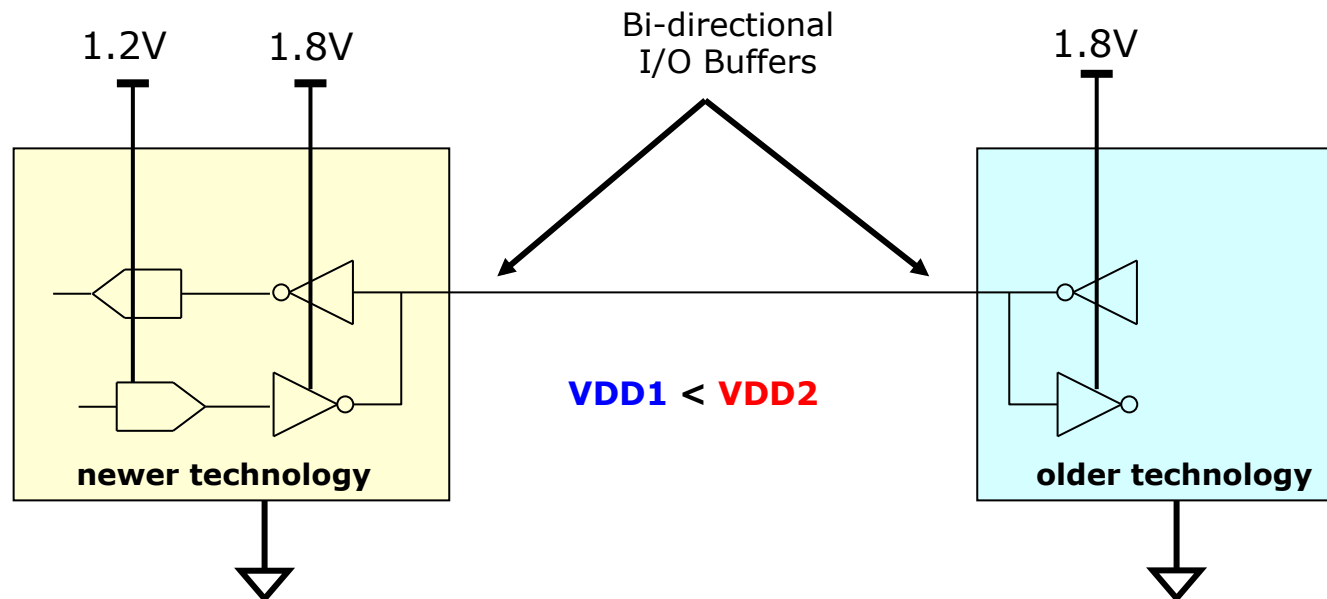 1.2V
1.8V
Bi-directional
I/O Buffers
1.8V
VDD1 < VDD2
newer technology
older technology